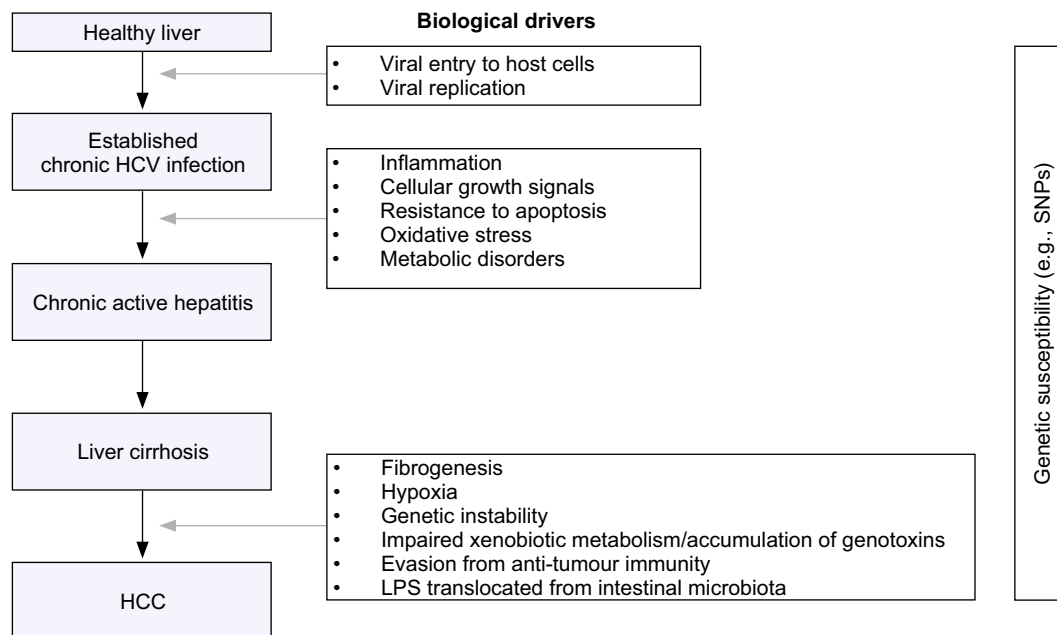 Biological drivers
Healthy liver
• Viral entry to host cells
• Viral replication
Established
chronic HCV infection
• Inflammation
• Cellular growth signals
• Resistance to apoptosis
• Oxidative stress
• Metabolic disorders
Chronic active hepatitis
Liver cirrhosis
• Fibrogenesis
• Hypoxia
• Genetic instability
• Impaired xenobiotic metabolism/accumulation of genotoxins
• Evasion from anti-tumour immunity
• LPS translocated from intestinal microbiota
HCC
Genetic susceptibility (e.g., SNPs)